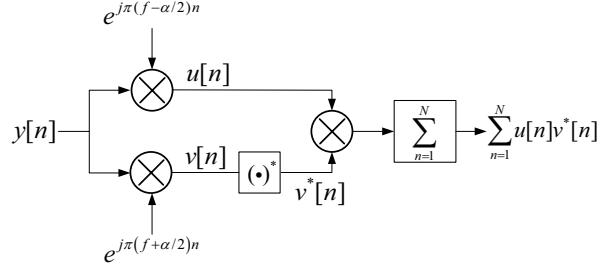 e^{jπ(f−α/2)n}
u[n]
y[n]
∑_{n=1}^{N}
∑_{n=1}^{N} u[n]v^*[n]
v[n]
(•)^*
v^*[n]
e^{jπ(f+α/2)n}